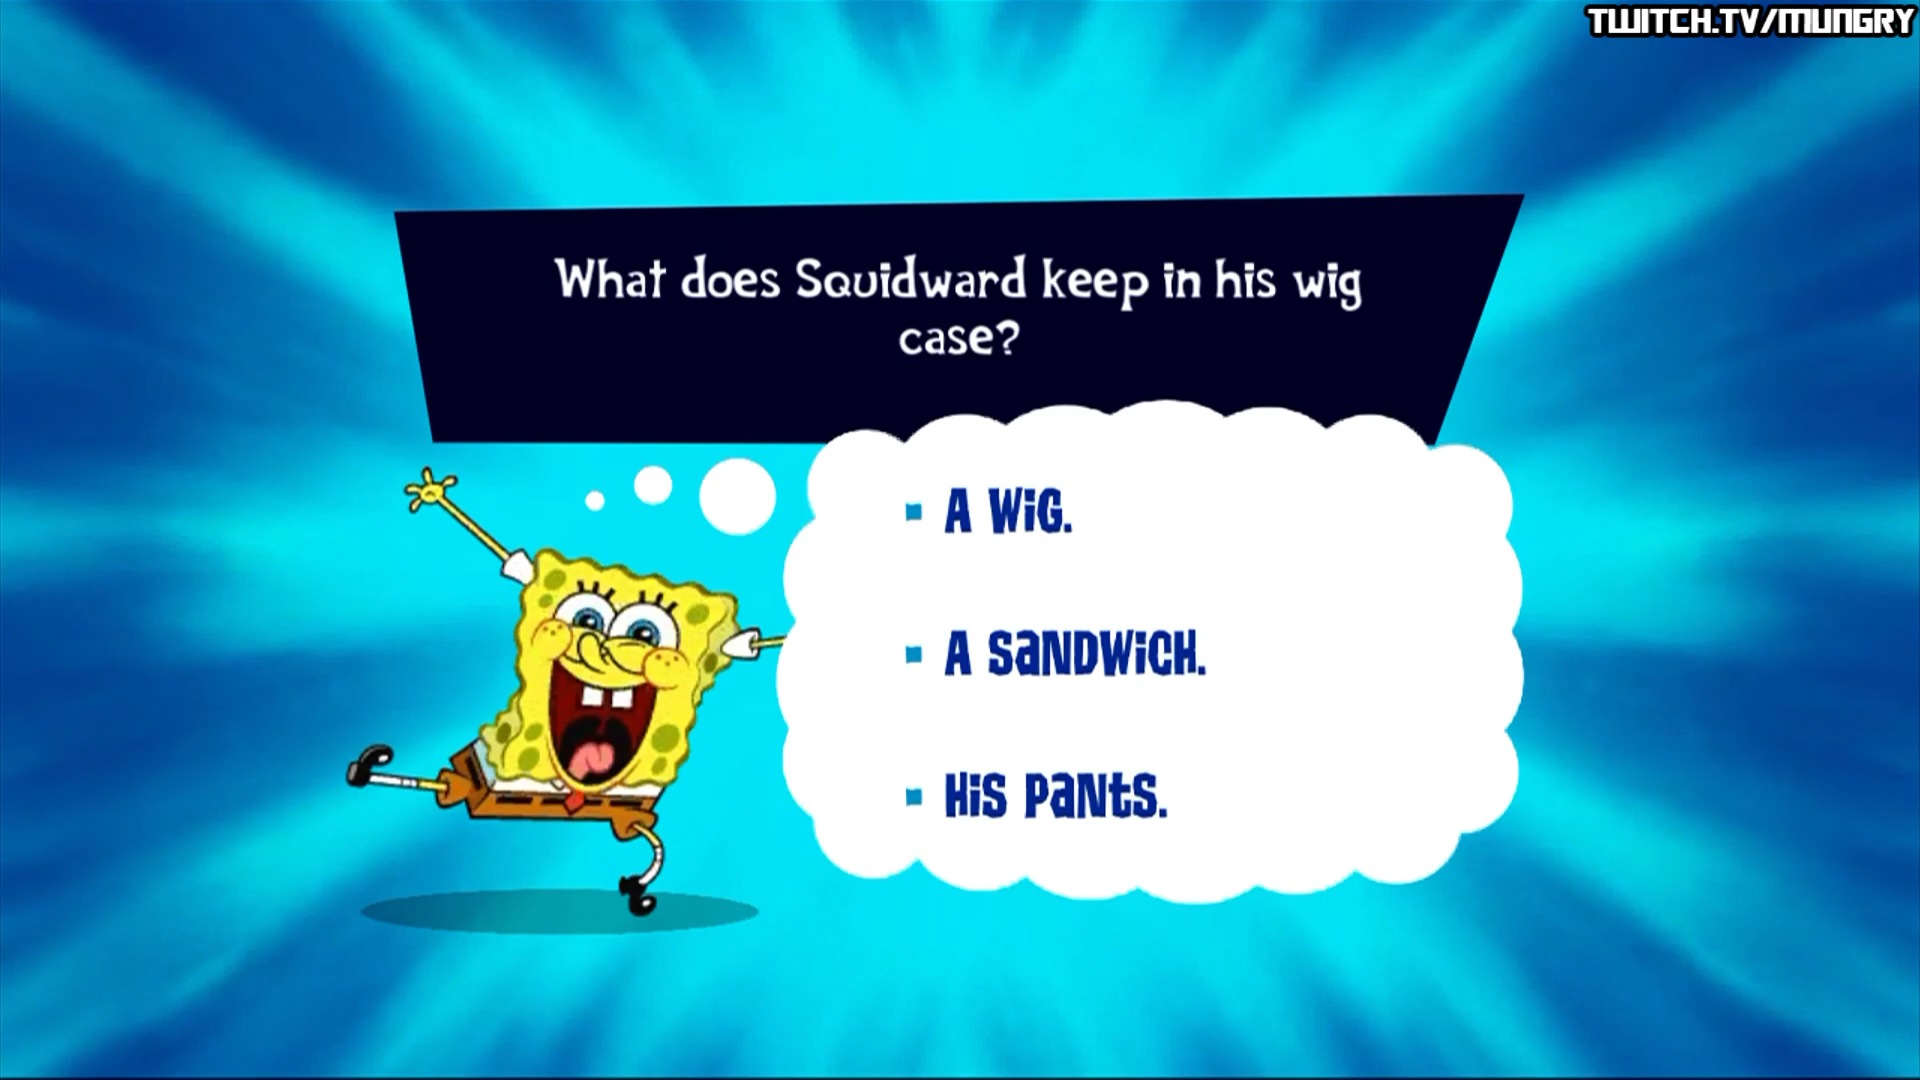 TWITCH.TV/MUNGRY
What does Squidward keep in his wig
case?
A WIG.
A SANDWICH.
HIS PANTS.